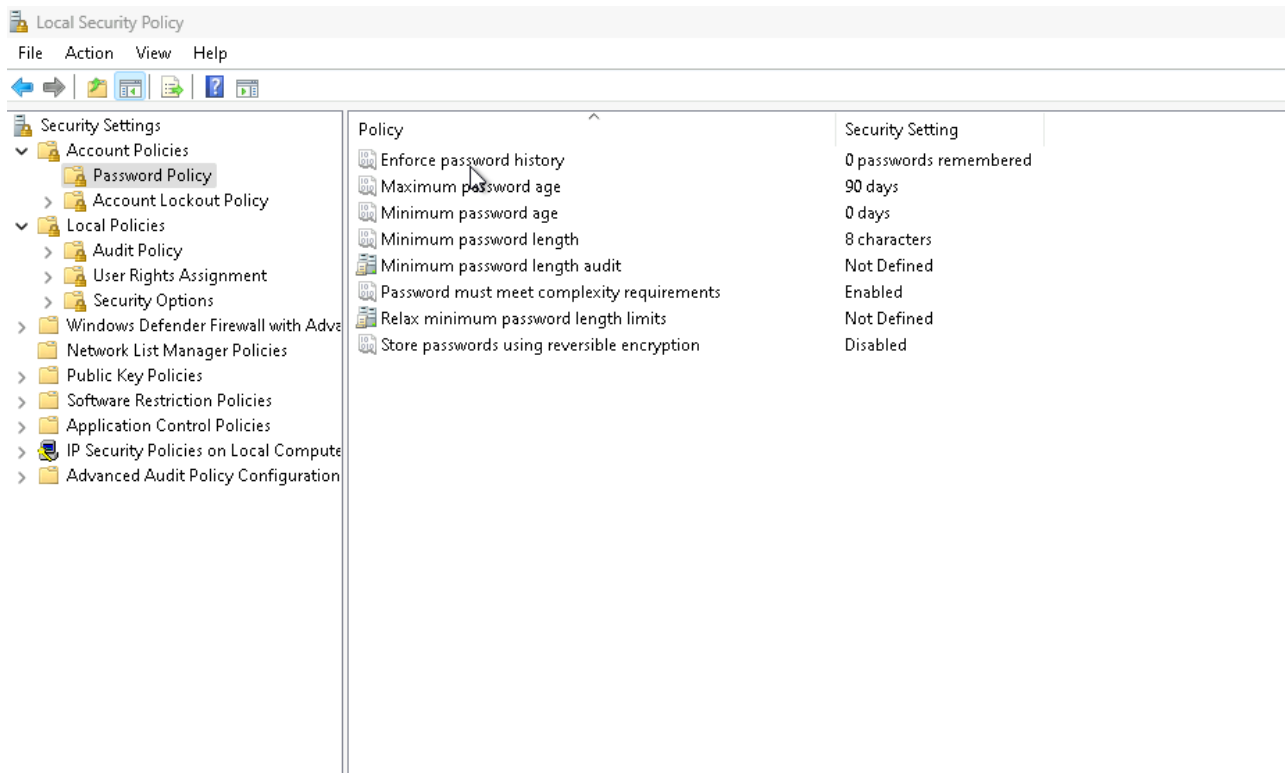 Local Security Policy
File Action View Help
Security Settings
Account Policies
Password Policy
Account Lockout Policy
Local Policies
Audit Policy
User Rights Assignment
Security Options
Windows Defender Firewall with Adva
Network List Manager Policies
Public Key Policies
Software Restriction Policies
Application Control Policies
IP Security Policies on Local Compute
Advanced Audit Policy Configuration
Policy Security Setting
Enforce password history 0 passwords remembered
Maximum password age 90 days
Minimum password age 0 days
Minimum password length 8 characters
Minimum password length audit Not Defined
Password must meet complexity requirements Enabled
Relax minimum password length limits Not Defined
Store passwords using reversible encryption Disabled